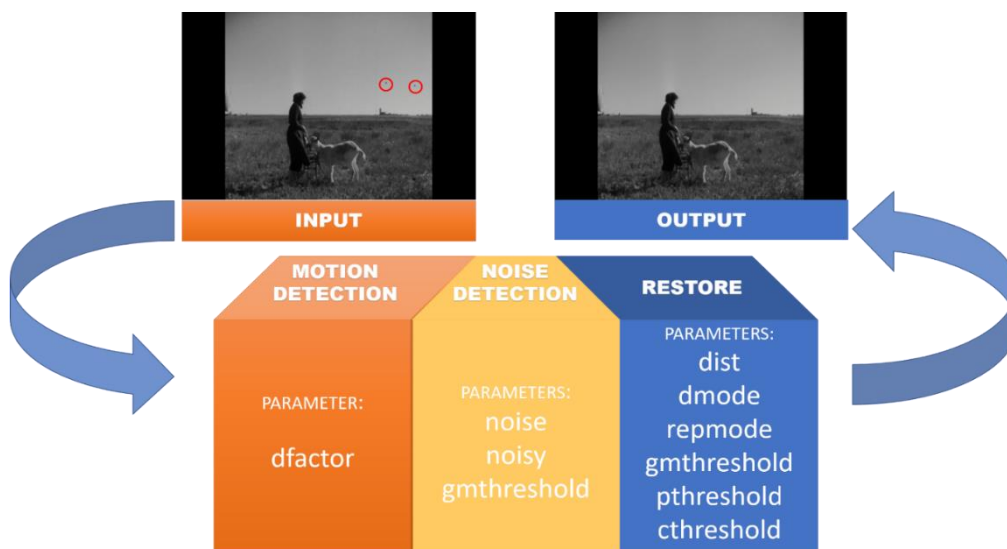 INPUT
OUTPUT
MOTION
DETECTION
NOISE
DETECTION
RESTORE
PARAMETER:
dfactor
PARAMETERS:
noise
noisy
gmthreshold
PARAMETERS:
dist
dmode
repmode
gmthreshold
pthreshold
cthreshold